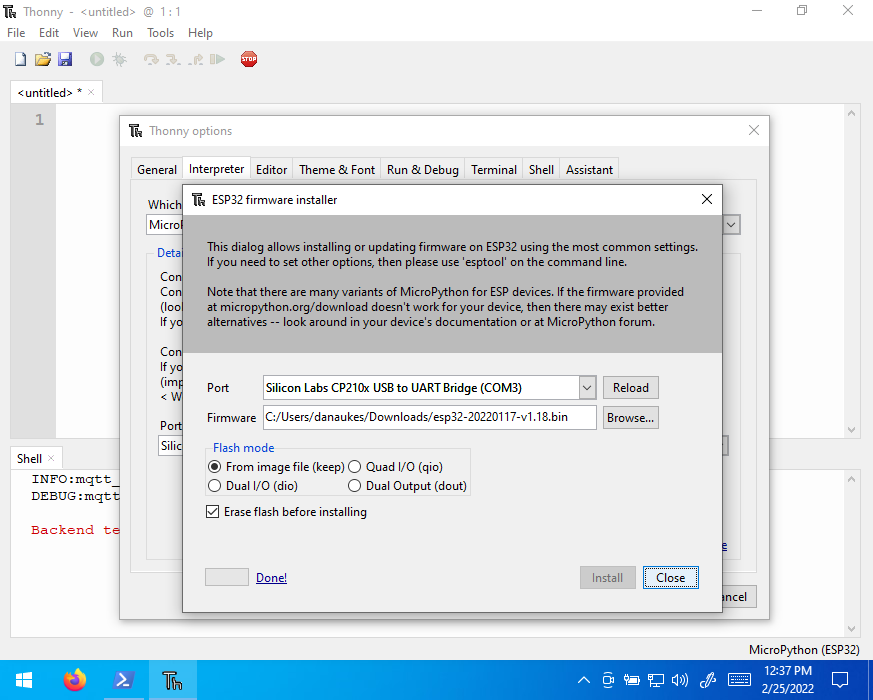 Thonny - <untitled> @ 1 : 1
File Edit View Run Tools Help
STOP
<untitled> *
1
Thonny options
General Interpreter Editor Theme & Font Run & Debug Terminal Shell Assistant
Which
ESP32 firmware installer
This dialog allows installing or updating firmware on ESP32 using the most common settings.
If you need to set other options, then please use 'esptool' on the command line.
Note that there are many variants of MicroPython for ESP devices. If the firmware provided
at micropython.org/download doesn't work for your device, then there may exist better
alternatives -- look around in your device's documentation or at MicroPython forum.
Con
Con
(loo
If yo
Con
If yo
(imp
< W
Port
Silic
Port Silicon Labs CP210x USB to UART Bridge (COM3) Reload
Firmware C:/Users/danaukes/Downloads/esp32-20220117-v1.18.bin Browse...
Flash mode
From image file (keep) Quad I/O (qio)
Dual I/O (dio) Dual Output (dout)
Erase flash before installing
Done! Install Close
Shell
INFO:mqtt_
DEBUG:mqtt
Backend te
ancel
MicroPython (ESP32)
12:37 PM
2/25/2022